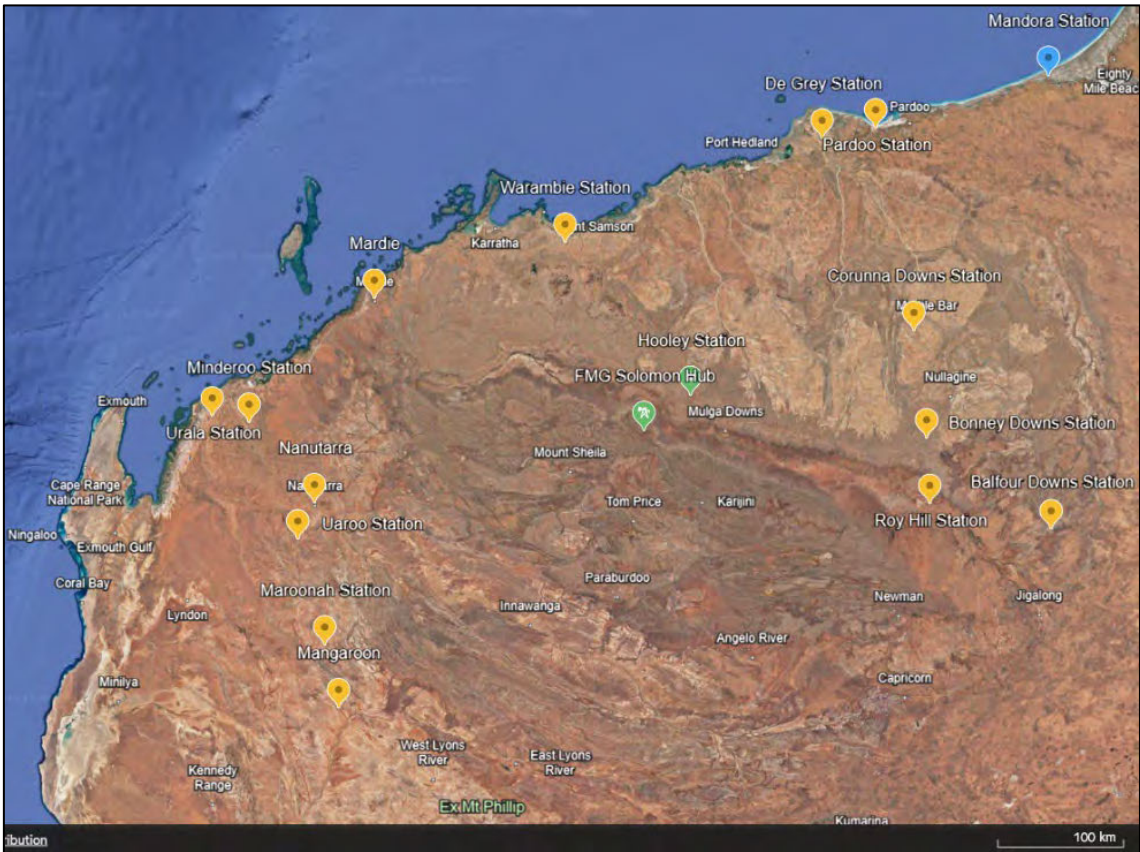 Mandora Station
Eighty
Mile Beac
De Grey Station
Pardoo
Port Hedland
Pardoo Station
Warambie Station
nt Samson
Karratha
Mardie
Corunna Downs Station
Hooley Station
Nullagine
Minderoo Station
FMG Solomon Hub
Exmouth
Mulga Downs
Urala Station
Bonney Downs Station
Nanutarra
Mount Sheila
Cape Range
National Park
Balfour Downs Station
Tom Price
Karijini
Uaroo Station
Roy Hill Station
Ningaloo
Exmouth Gulf
Coral Bay
Paraburdoo
Maroonah Station
Newman
Jigalong
Innawanga
Lyndon
Angelo River
Mangaroon
Capricorn
Minilya
West Lyons
River
East Lyons
River
Kennedy
Range
Ex Mt Phillip
Kumarina
ribution
100 km